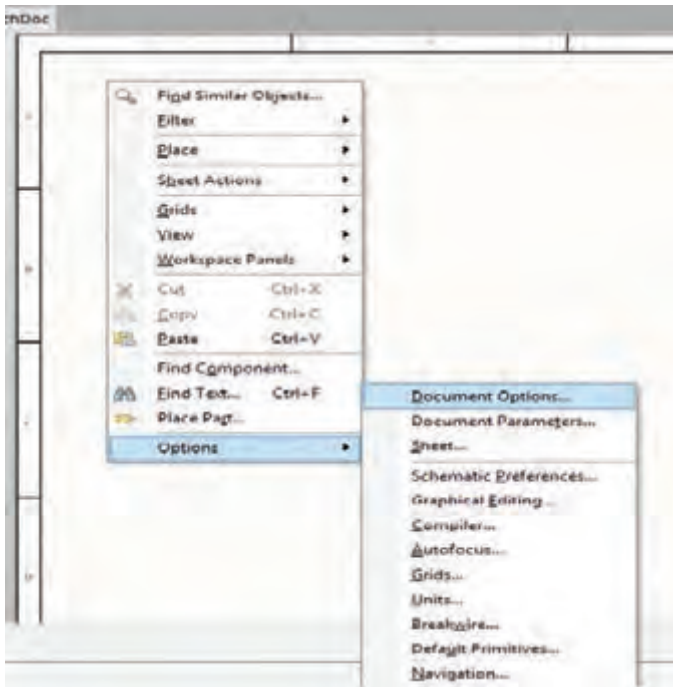 chDoc
Find Similar Objects...
Filter
Place
Sheet Actions
Grids
View
Workspace Panels
Cut Ctrl+X
Copy Ctrl+C
Paste Ctrl+V
Find Component...
Find Text... Ctrl+F
Place Part...
Options
Document Options...
Document Parameters...
Sheet...
Schematic Preferences...
Graphical Editing...
Compiler...
Autofocus...
Grids...
Units...
Breakwire...
Default Primitives...
Navigation...